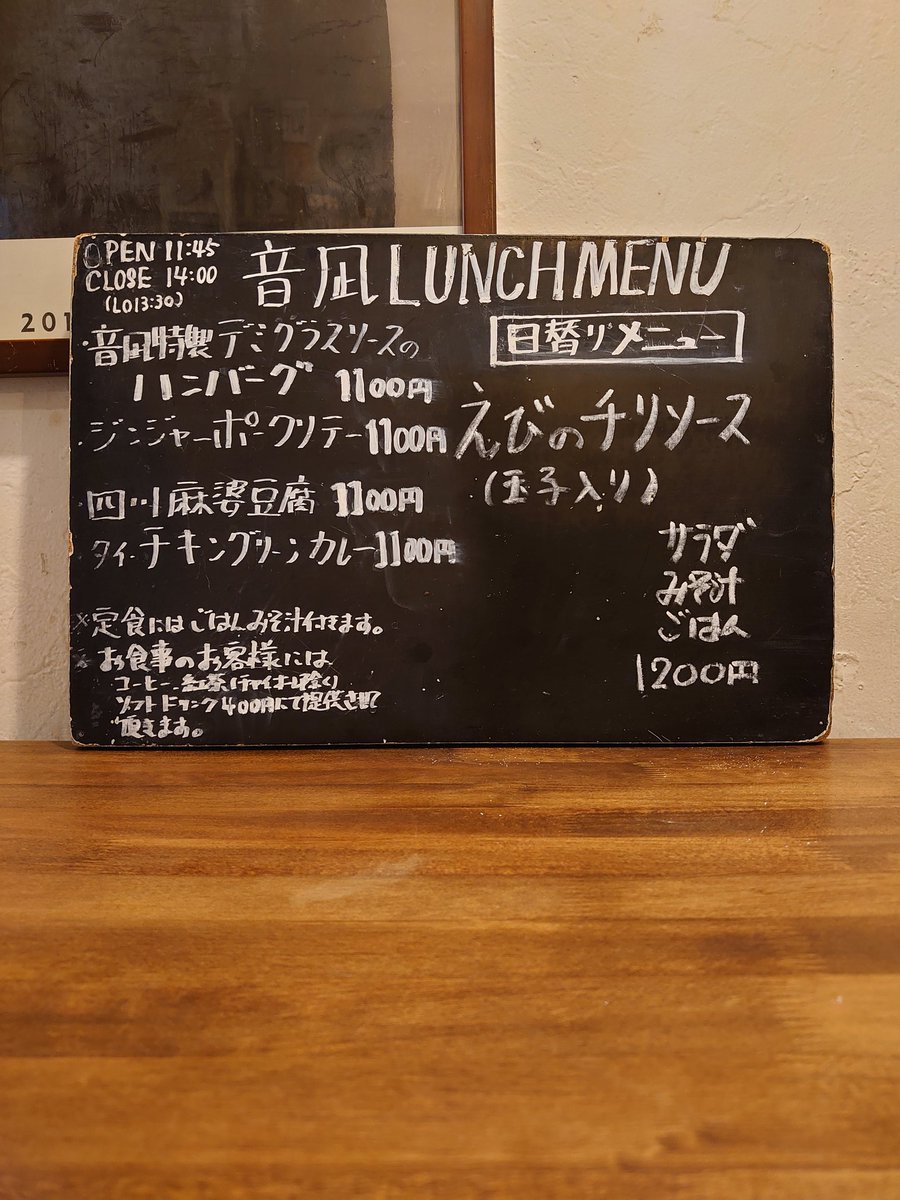 OPEN 11:45
CLOSE 14:00
(LO13:30)
音凪 LUNCH MENU
・音凪特製デミグラスソースの
ハンバーグ 1100円
・ジンジャーポークソテー 1100円
・四川麻婆豆腐 1100円
・タイ・チキングリーンカレー 1100円
※定食にはごはんみそ汁付きます。
※お食事のお客様には
コーヒー、紅茶(チャイオーレ除く)
ソフトドリンク400円にて提供させて
頂きます。
日替りメニュー
えびのチリソース
(玉子入り)
サラダ
みそ汁
ごはん
1200円
201